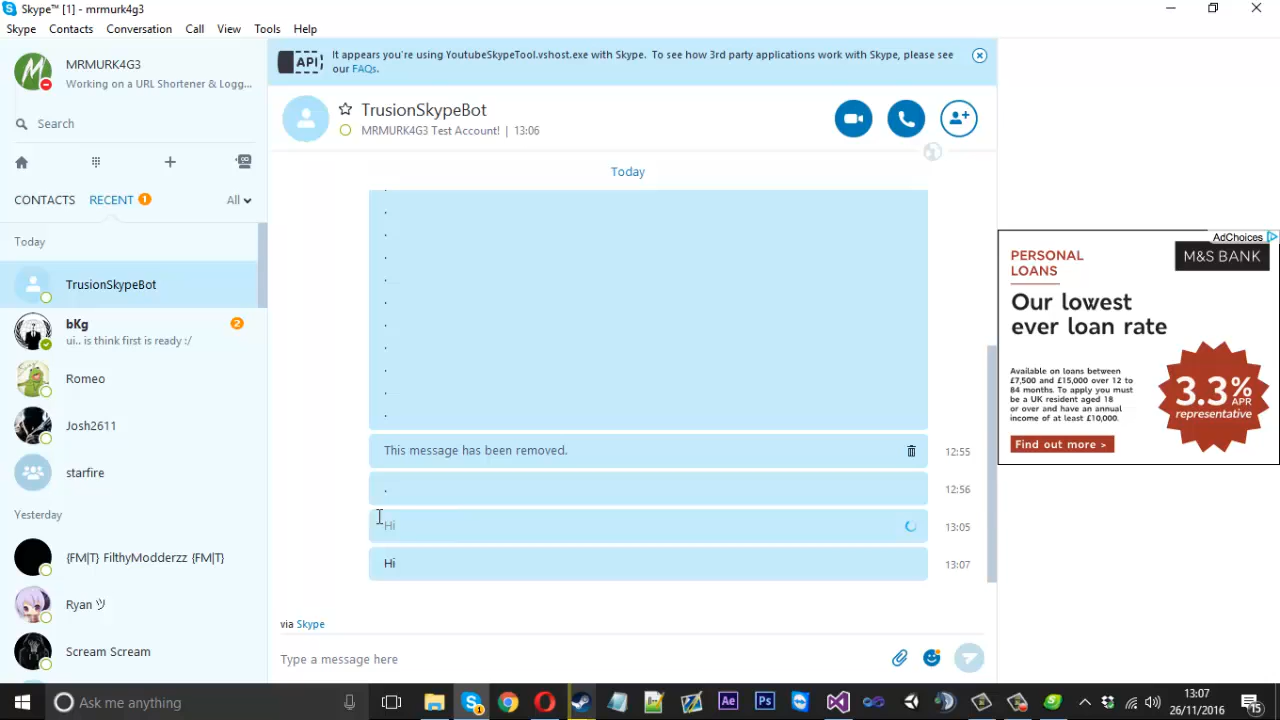 Skype™ [1] - mrmurk4g3
Skype Contacts Conversation Call View Tools Help
MRMURK4G3
Working on a URL Shortener & Logg...
Search
CONTACTS RECENT 1 All
Today
TrusionSkypeBot
bKg
2
ui.. is think first is ready :/
Romeo
Josh2611
starfire
Yesterday
{FM|T} FilthyModderzz {FM|T}
Ryan ツ
Scream Scream
API
It appears you're using YoutubeSkypeTool.vshost.exe with Skype. To see how 3rd party applications work with Skype, please see
our FAQs.
TrusionSkypeBot
MRMURK4G3 Test Account! | 13:06
Today
.
.
.
.
.
.
.
.
.
.
.
This message has been removed. 12:55
. 12:56
Hi 13:05
Hi 13:07
via Skype
Type a message here
AdChoices
PERSONAL
LOANS
M&S BANK
Our lowest
ever loan rate
Available on loans between
£7,500 and £15,000 over 12 to
84 months. To apply you must
be a UK resident aged 18
or over and have an annual
income of at least £10,000.
3.3%
APR
representative
Find out more >
Ask me anything
1
Ae
Ps
13:07
26/11/2016
15